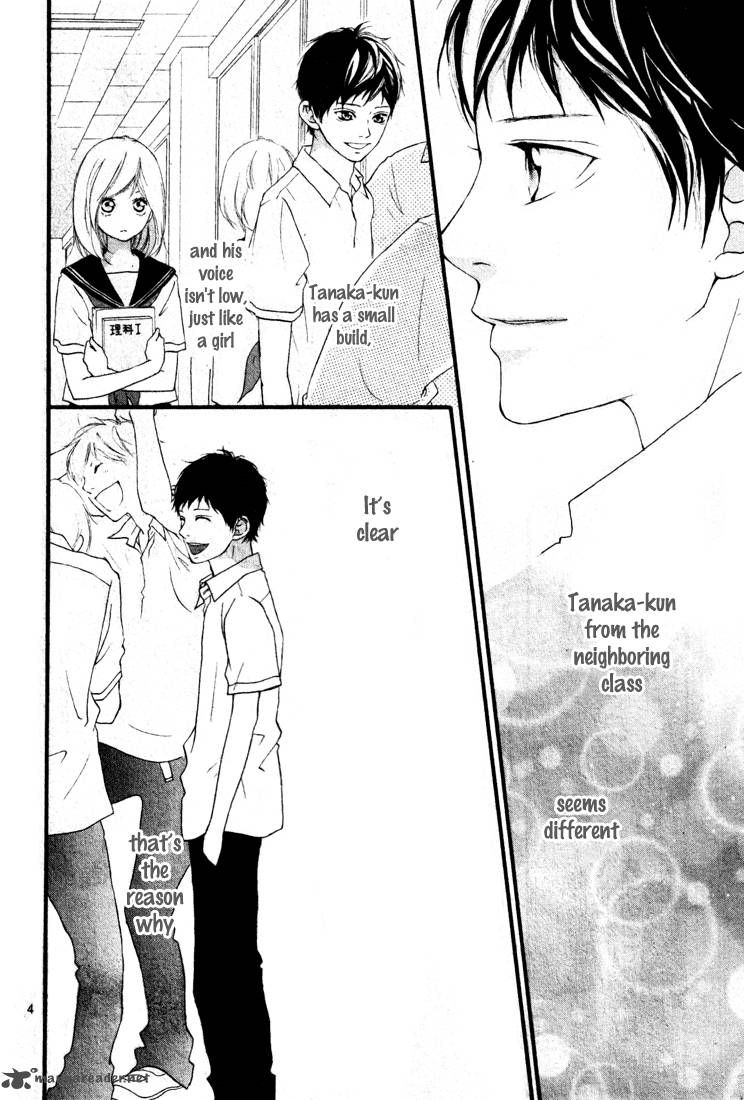 Tanaka-kun
from the
neighboring
class
seems
different
Tanaka-kun
has a small
build,
and his
voice
isn't low,
just like
a girl
理科I
It's
clear
that's
the
reason
why
4
mangareader.net